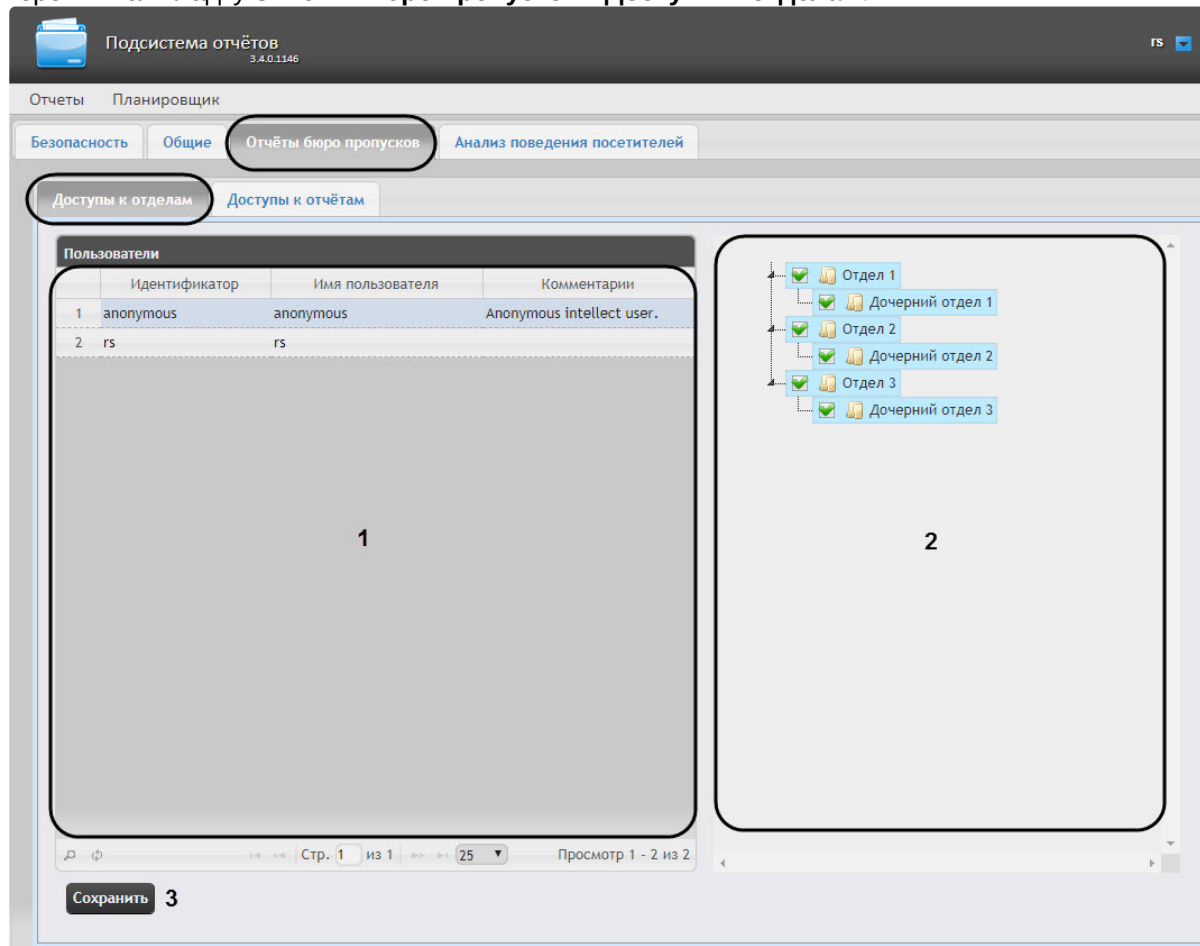 Подсистема отчётов
3.4.0.1146
rs
Отчеты Планировщик
Безопасность Общие Отчёты бюро пропусков Анализ поведения посетителей
Доступы к отделам Доступы к отчётам
Пользователи
Идентификатор Имя пользователя Комментарии
1 anonymous anonymous Anonymous intellect user.
2 rs rs
Отдел 1
Дочерний отдел 1
Отдел 2
Дочерний отдел 2
Отдел 3
Дочерний отдел 3
1
2
Стр. 1 из 1 25 Просмотр 1 - 2 из 2
Сохранить 3